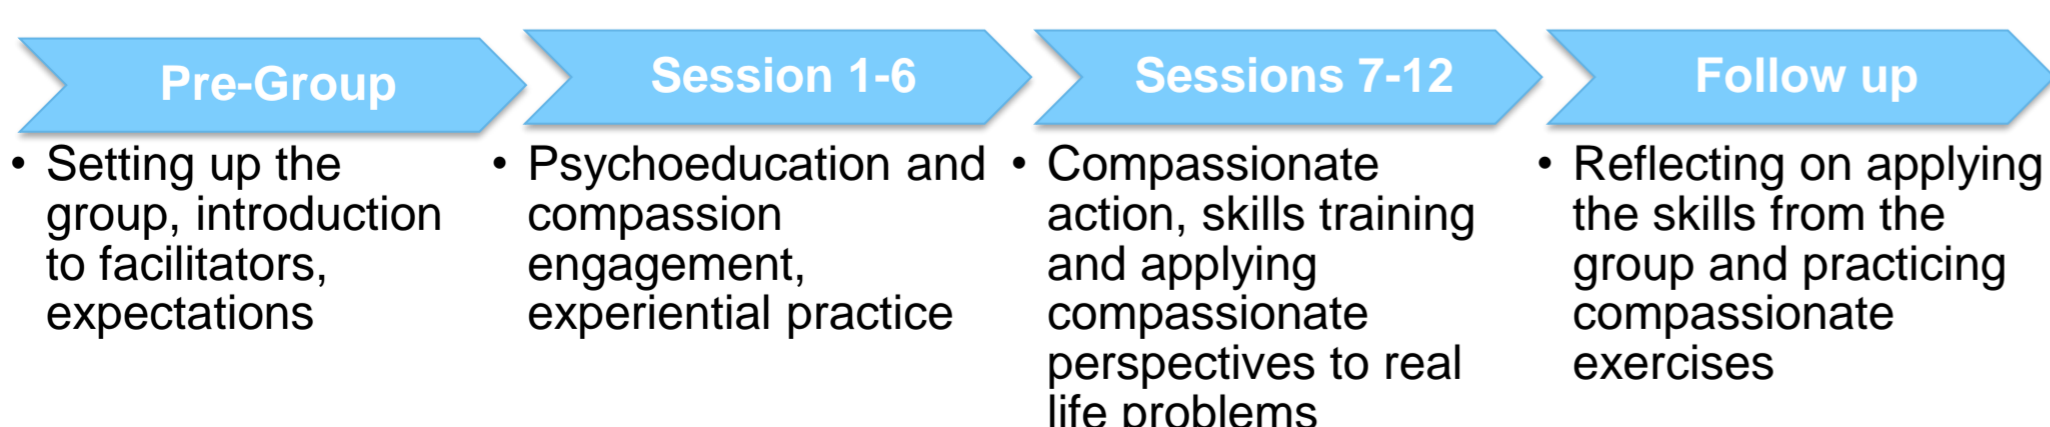 Pre-Group
• Setting up the
group, introduction
to facilitators,
expectations
Session 1-6
• Psychoeducation and
compassion
engagement,
experiential practice
Sessions 7-12
• Compassionate
action, skills training
and applying
compassionate
perspectives to real
life problems
Follow up
• Reflecting on applying
the skills from the
group and practicing
compassionate
exercises